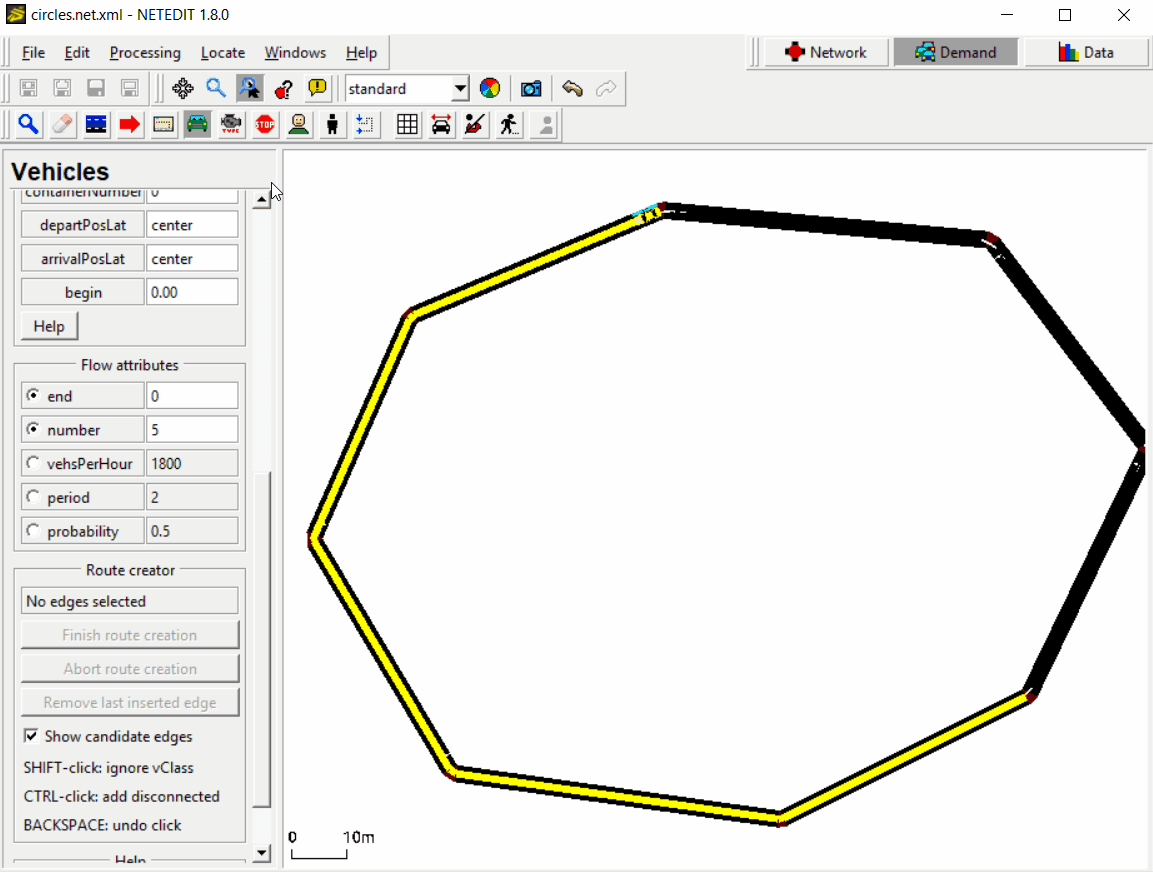 circles.net.xml - NETEDIT 1.8.0
File Edit Processing Locate Windows Help
Network Demand Data
standard
TYPE
STOP
Vehicles
containerNumber 0
departPosLat center
arrivalPosLat center
begin 0.00
Help
Flow attributes
end 0
number 5
vehsPerHour 1800
period 2
probability 0.5
Route creator
No edges selected
Finish route creation
Abort route creation
Remove last inserted edge
Show candidate edges
SHIFT-click: ignore vClass
CTRL-click: add disconnected
BACKSPACE: undo click
Help
0 10m